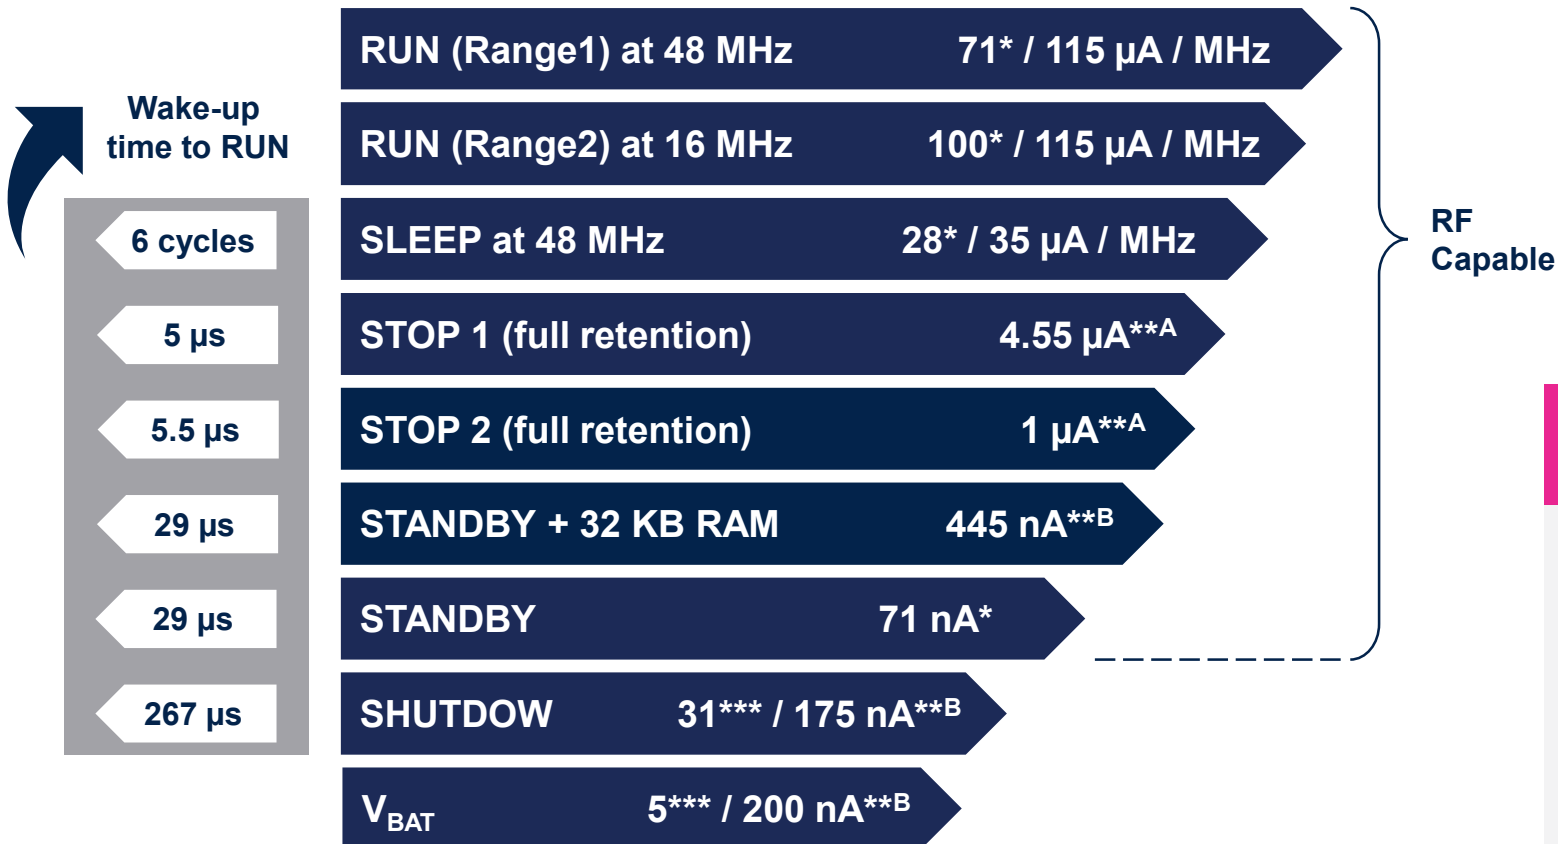 RUN (Range1) at 48 MHz 71* / 115 µA / MHz
Wake-up
time to RUN
RUN (Range2) at 16 MHz 100* / 115 µA / MHz
6 cycles SLEEP at 48 MHz 28* / 35 µA / MHz
RF
Capable
5 µs STOP 1 (full retention) 4.55 µA**A
5.5 µs STOP 2 (full retention) 1 µA**A
29 µs STANDBY + 32 KB RAM 445 nA**B
29 µs STANDBY 71 nA*
267 µs SHUTDOW 31*** / 175 nA**B
VBAT 5*** / 200 nA**B